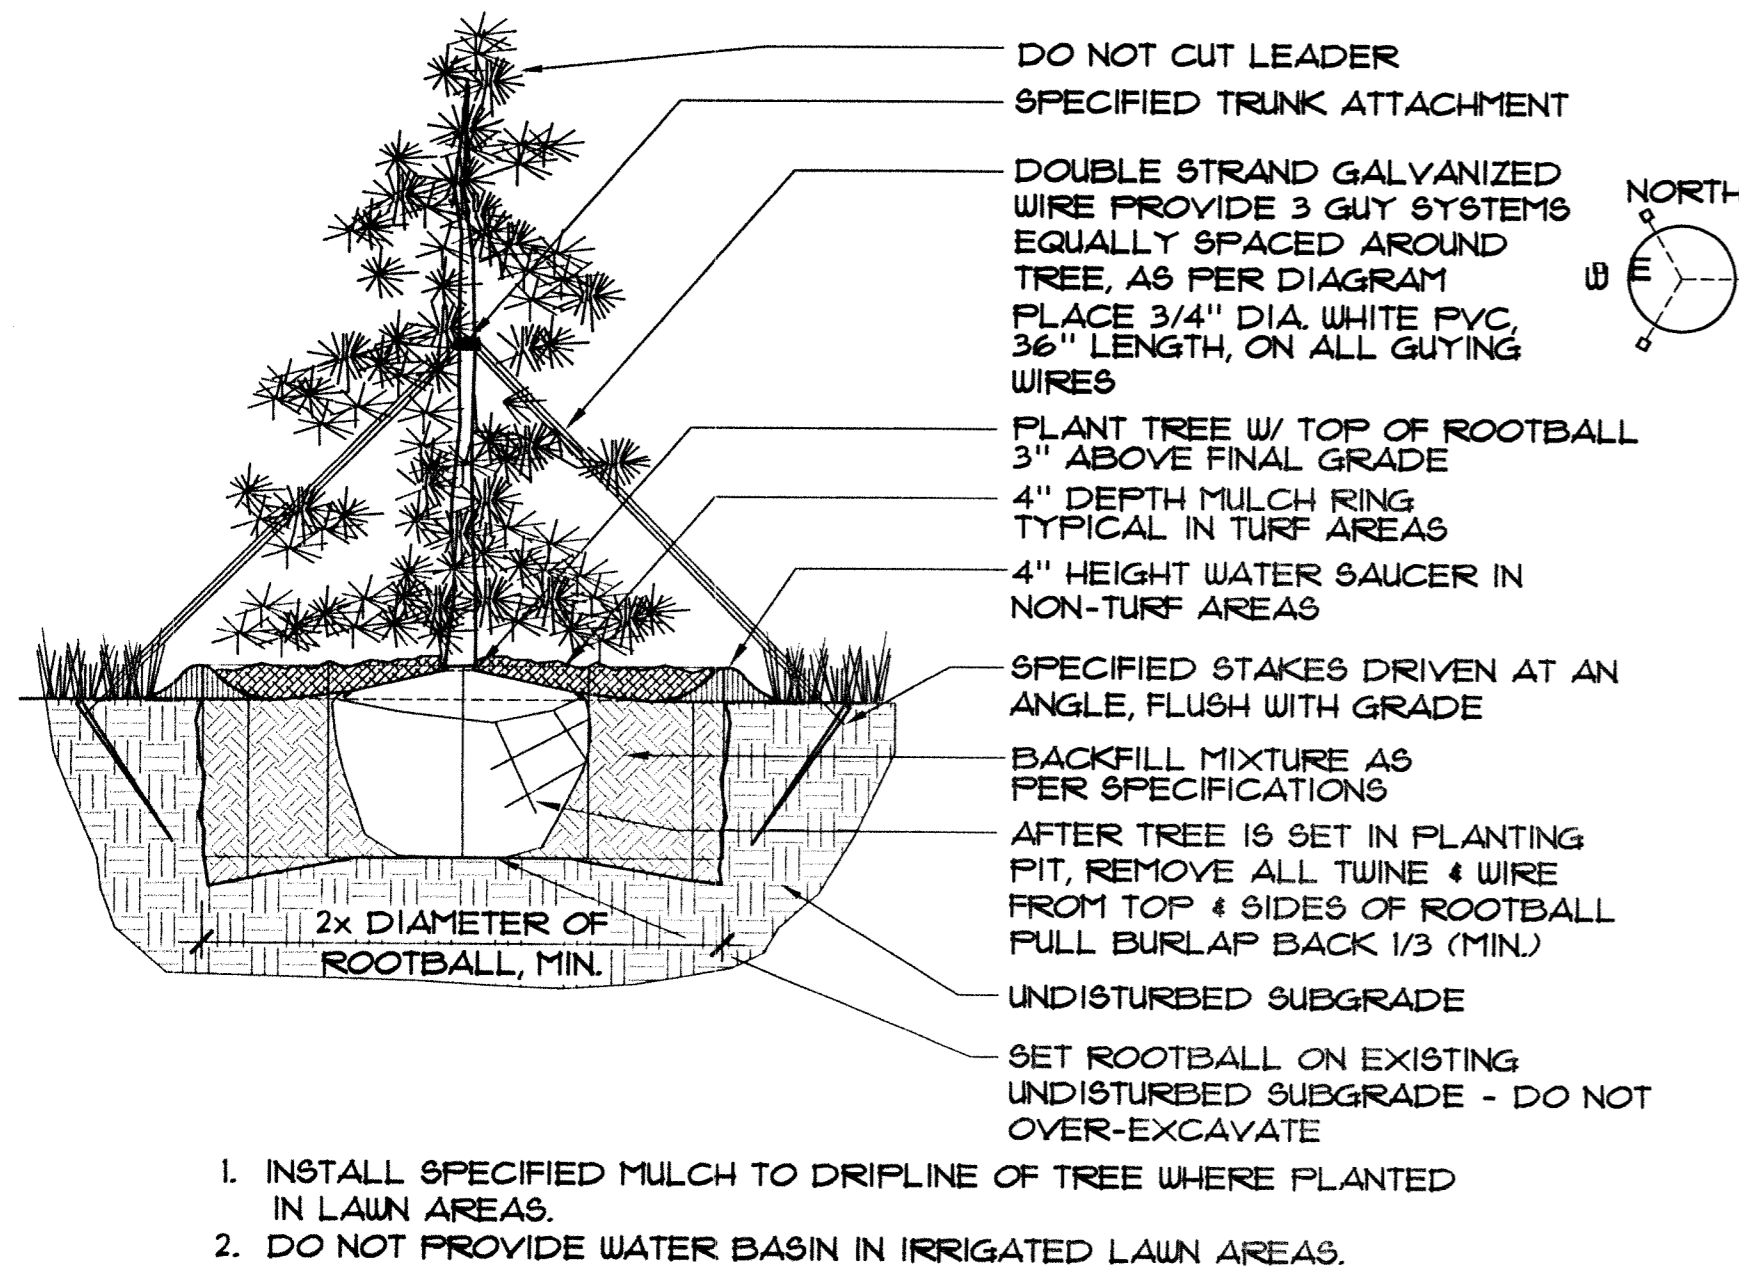 DO NOT CUT LEADER
SPECIFIED TRUNK ATTACHMENT
DOUBLE STRAND GALVANIZED
WIRE PROVIDE 3 GUY SYSTEMS
EQUALLY SPACED AROUND
TREE, AS PER DIAGRAM
PLACE 3/4" DIA. WHITE PVC,
36" LENGTH, ON ALL GUYING
WIRES
NORTH
E
PLANT TREE W/ TOP OF ROOTBALL
3" ABOVE FINAL GRADE
4" DEPTH MULCH RING
TYPICAL IN TURF AREAS
4" HEIGHT WATER SAUCER IN
NON-TURF AREAS
SPECIFIED STAKES DRIVEN AT AN
ANGLE, FLUSH WITH GRADE
BACKFILL MIXTURE AS
PER SPECIFICATIONS
AFTER TREE IS SET IN PLANTING
PIT, REMOVE ALL TWINE & WIRE
FROM TOP & SIDES OF ROOTBALL
PULL BURLAP BACK 1/3 (MIN.)
UNDISTURBED SUBGRADE
SET ROOTBALL ON EXISTING
UNDISTURBED SUBGRADE - DO NOT
OVER-EXCAVATE
2x DIAMETER OF
ROOTBALL, MIN.
1. INSTALL SPECIFIED MULCH TO DRIPLINE OF TREE WHERE PLANTED
IN LAWN AREAS.
2. DO NOT PROVIDE WATER BASIN IN IRRIGATED LAWN AREAS.